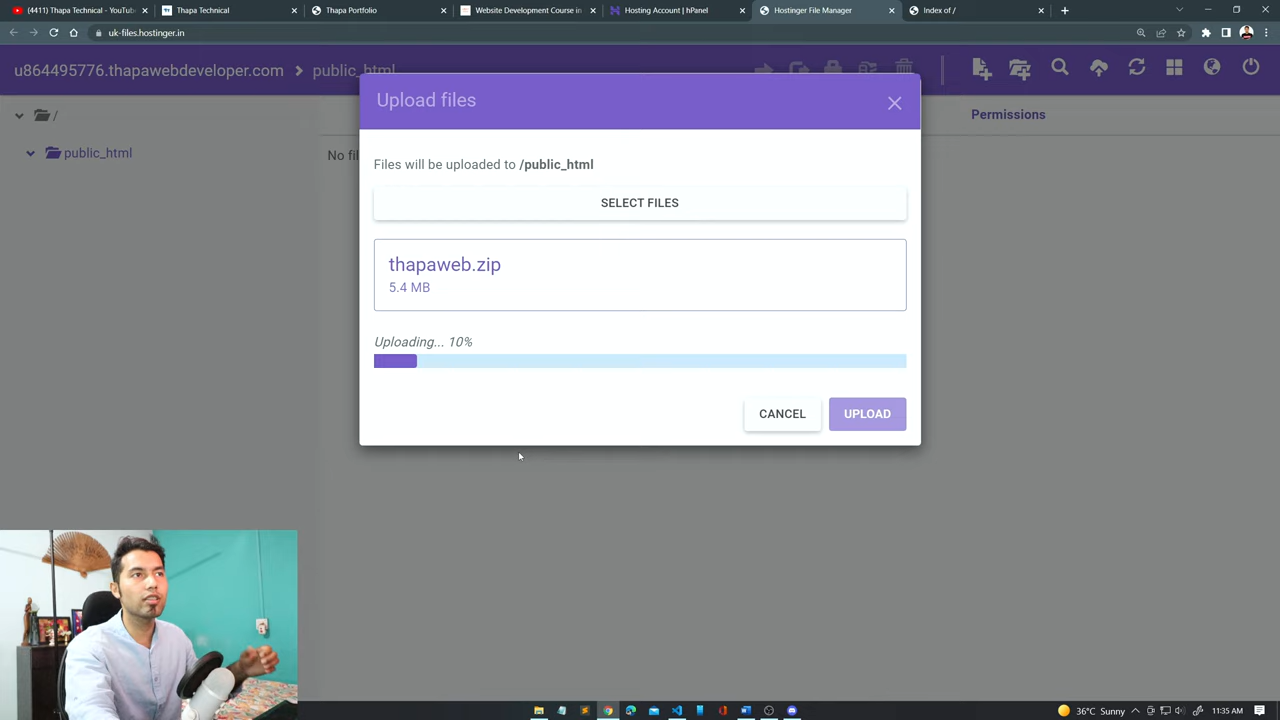 (4411) Thapa Technical - YouTube
Thapa Technical
Thapa Portfolio
Website Development Course in
Hosting Account | hPanel
Hostinger File Manager
Index of /
uk-files.hostinger.in
u864495776.thapawebdeveloper.com
public_html
/
public_html
No fil
Permissions
Upload files
Files will be uploaded to /public_html
SELECT FILES
thapaweb.zip
5.4 MB
Uploading... 10%
CANCEL
UPLOAD
36°C Sunny
11:35 AM